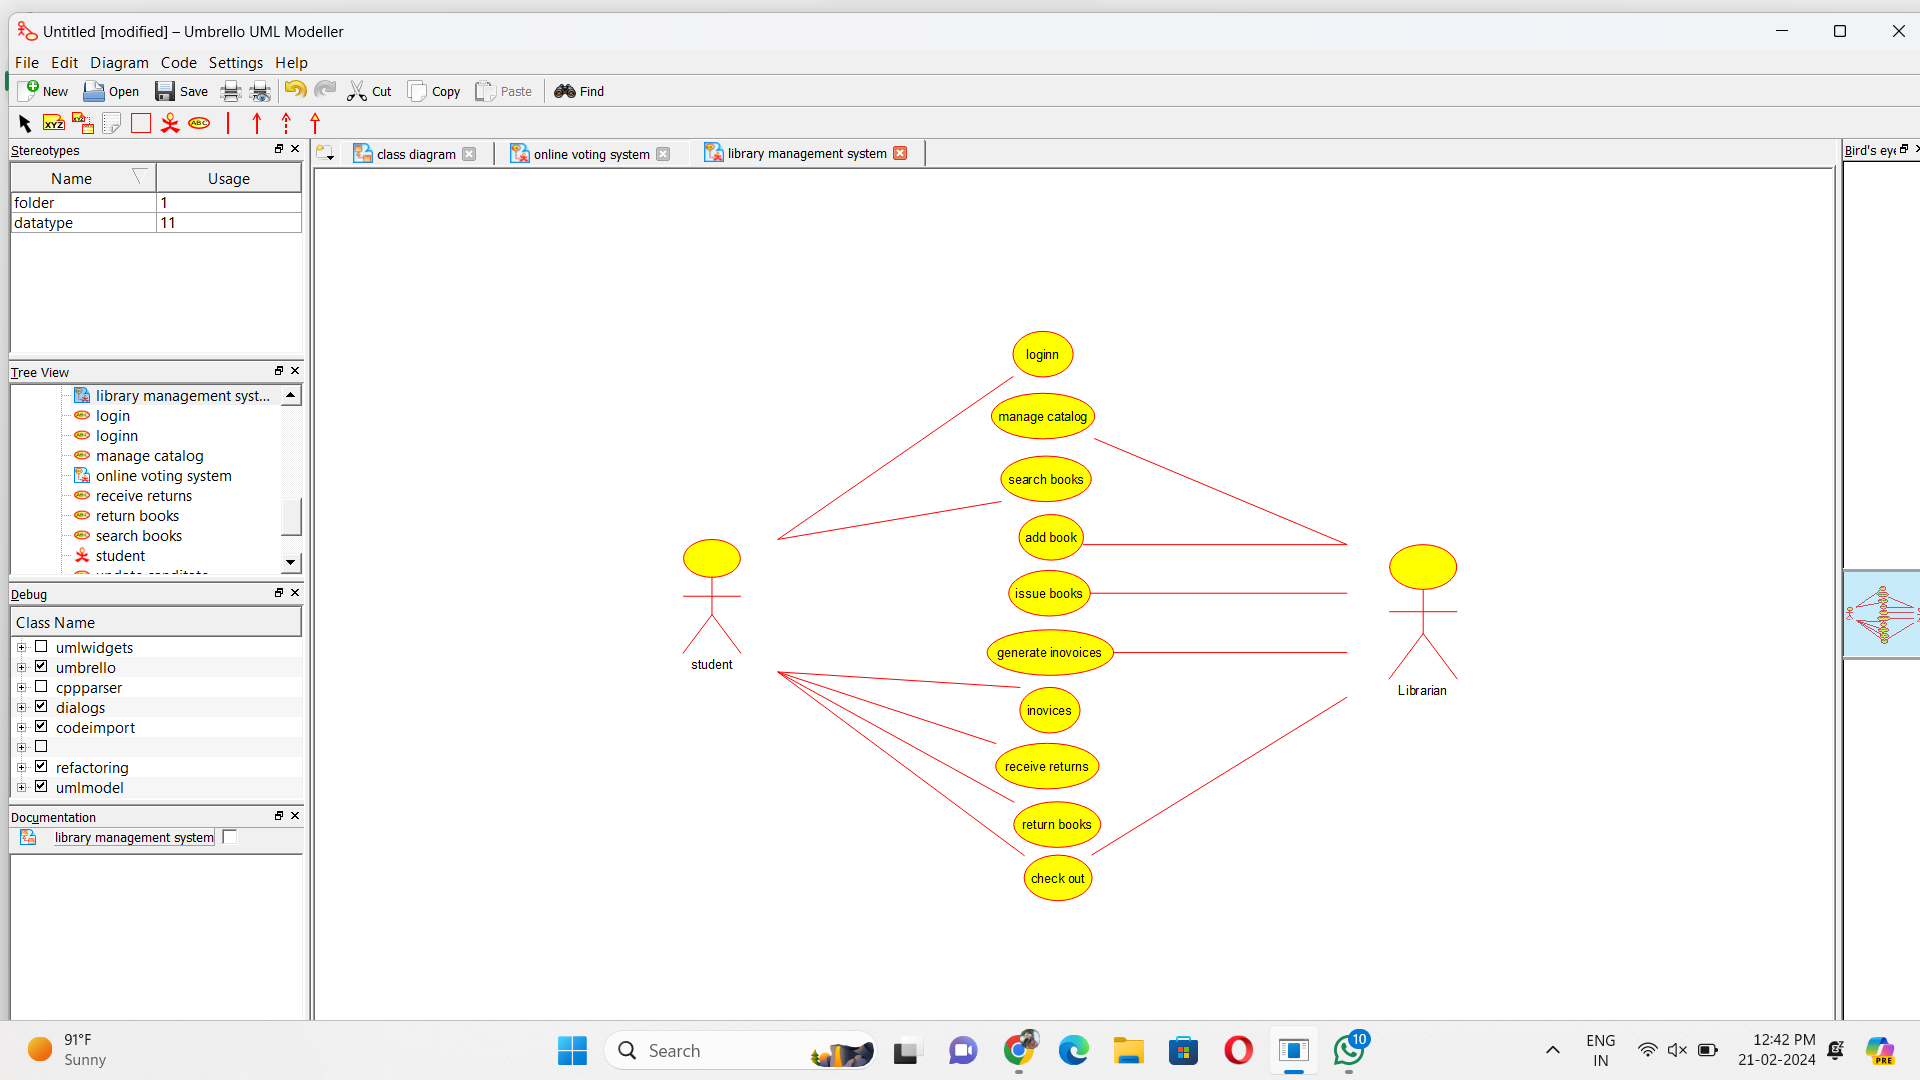 Untitled [modified] – Umbrello UML Modeller
File Edit Diagram Code Settings Help
New Open Save Cut Copy Paste Find
XYZ XYZ ABC
Stereotypes
class diagram
online voting system
library management system
Bird's eye
Name Usage
folder 1
datatype 11
Tree View
library management syst...
login
loginn
manage catalog
online voting system
receive returns
return books
search books
student
Debug
Class Name
umlwidgets
umbrello
cppparser
dialogs
codeimport
refactoring
umlmodel
Documentation
library management system
loginn
manage catalog
search books
add book
issue books
generate inovoices
inovices
receive returns
return books
check out
student
Librarian
91°F
Sunny
Search
10
ENG
IN
12:42 PM
21-02-2024
PRE